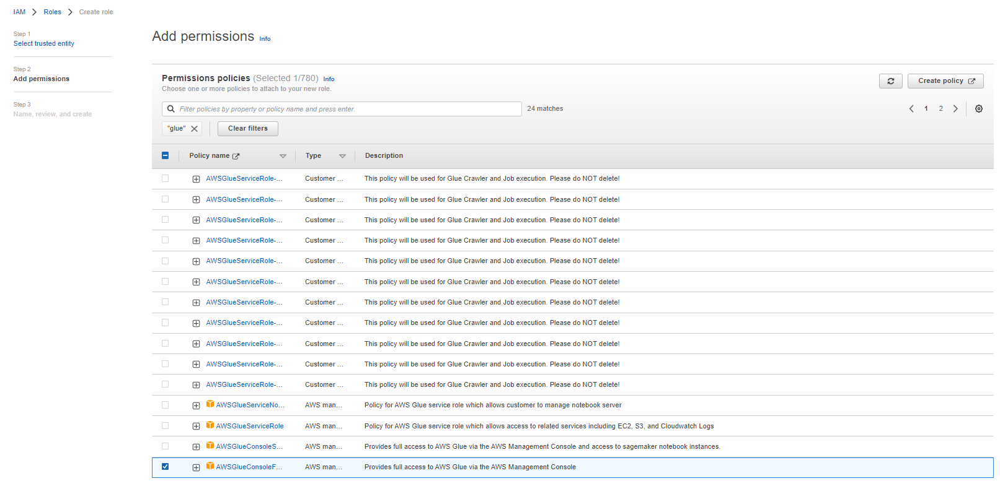 IAM > Roles > Create role
Step 1
Select trusted entity
Step 2
Add permissions
Step 3
Name, review, and create
Add permissions Info
Permissions policies (Selected 1/780) Info
Choose one or more policies to attach to your new role.
Create policy
Filter policies by property or policy name and press enter.
24 matches
1 2
"glue"
Clear filters
Policy name Type Description
AWSGlueServiceRole-... Customer ... This policy will be used for Glue Crawler and Job execution. Please do NOT delete!
AWSGlueServiceRole-... Customer ... This policy will be used for Glue Crawler and Job execution. Please do NOT delete!
AWSGlueServiceRole-... Customer ... This policy will be used for Glue Crawler and Job execution. Please do NOT delete!
AWSGlueServiceRole-... Customer ... This policy will be used for Glue Crawler and Job execution. Please do NOT delete!
AWSGlueServiceRole-... Customer ... This policy will be used for Glue Crawler and Job execution. Please do NOT delete!
AWSGlueServiceRole-... Customer ... This policy will be used for Glue Crawler and Job execution. Please do NOT delete!
AWSGlueServiceRole-... Customer ... This policy will be used for Glue Crawler and Job execution. Please do NOT delete!
AWSGlueServiceRole-... Customer ... This policy will be used for Glue Crawler and Job execution. Please do NOT delete!
AWSGlueServiceRole-... Customer ... This policy will be used for Glue Crawler and Job execution. Please do NOT delete!
AWSGlueServiceRole-... Customer ... This policy will be used for Glue Crawler and Job execution. Please do NOT delete!
AWSGlueServiceRole-... Customer ... This policy will be used for Glue Crawler and Job execution. Please do NOT delete!
AWSGlueServiceNo... AWS man... Policy for AWS Glue service role which allows customer to manage notebook server
AWSGlueServiceRole AWS man... Policy for AWS Glue service role which allows access to related services including EC2, S3, and Cloudwatch Logs
AWSGlueConsoleS... AWS man... Provides full access to AWS Glue via the AWS Management Console and access to sagemaker notebook instances.
AWSGlueConsoleF... AWS man... Provides full access to AWS Glue via the AWS Management Console